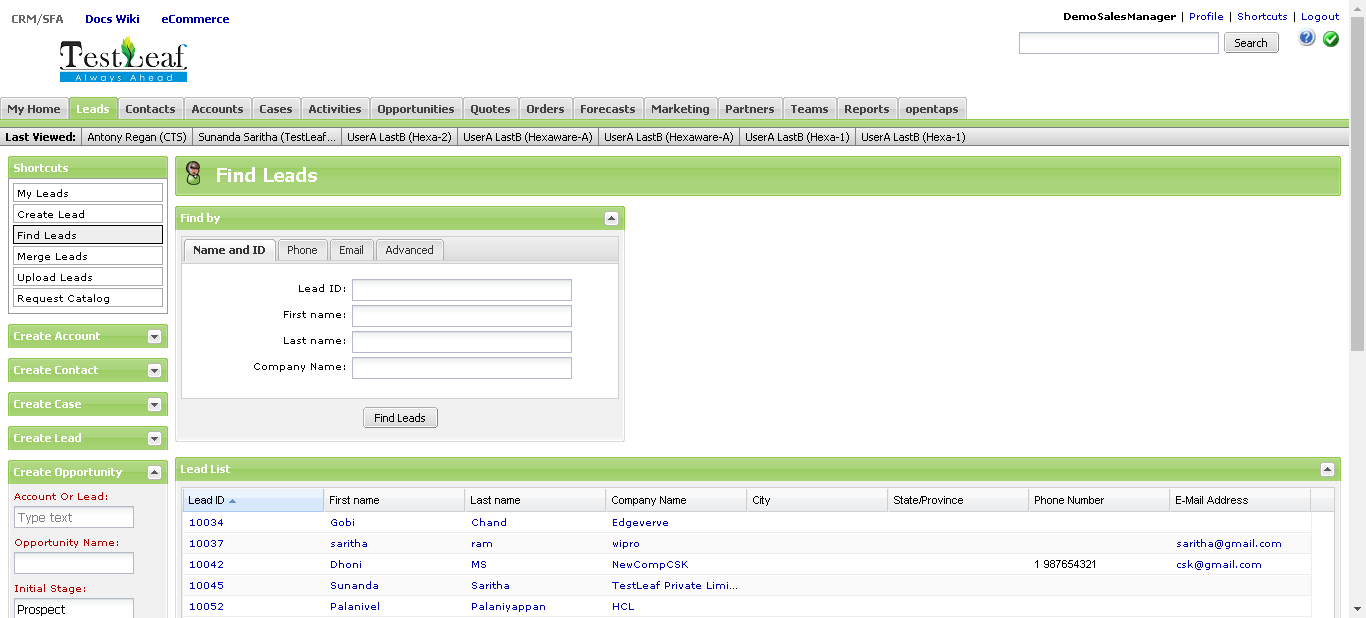 CRM/SFA Docs Wiki eCommerce
DemoSalesManager | Profile | Shortcuts | Logout
Search
TestLeaf
Always Ahead
My Home Leads Contacts Accounts Cases Activities Opportunities Quotes Orders Forecasts Marketing Partners Teams Reports opentaps
Last Viewed: Antony Regan (CTS) Sunanda Saritha (TestLeaf... UserA LastB (Hexa-2) UserA LastB (Hexaware-A) UserA LastB (Hexaware-A) UserA LastB (Hexa-1) UserA LastB (Hexa-1)
Shortcuts
My Leads
Create Lead
Find Leads
Merge Leads
Upload Leads
Request Catalog
Create Account
Create Contact
Create Case
Create Lead
Create Opportunity
Account Or Lead:
Type text
Opportunity Name:
Initial Stage:
Prospect
Find Leads
Find by
Name and ID Phone Email Advanced
Lead ID:
First name:
Last name:
Company Name:
Find Leads
Lead List
Lead ID First name Last name Company Name City State/Province Phone Number E-Mail Address
10034 Gobi Chand Edgeverve
10037 saritha ram wipro saritha@gmail.com
10042 Dhoni MS NewCompCSK 1 987654321 csk@gmail.com
10045 Sunanda Saritha TestLeaf Private Limi...
10052 Palanivel Palaniyappan HCL